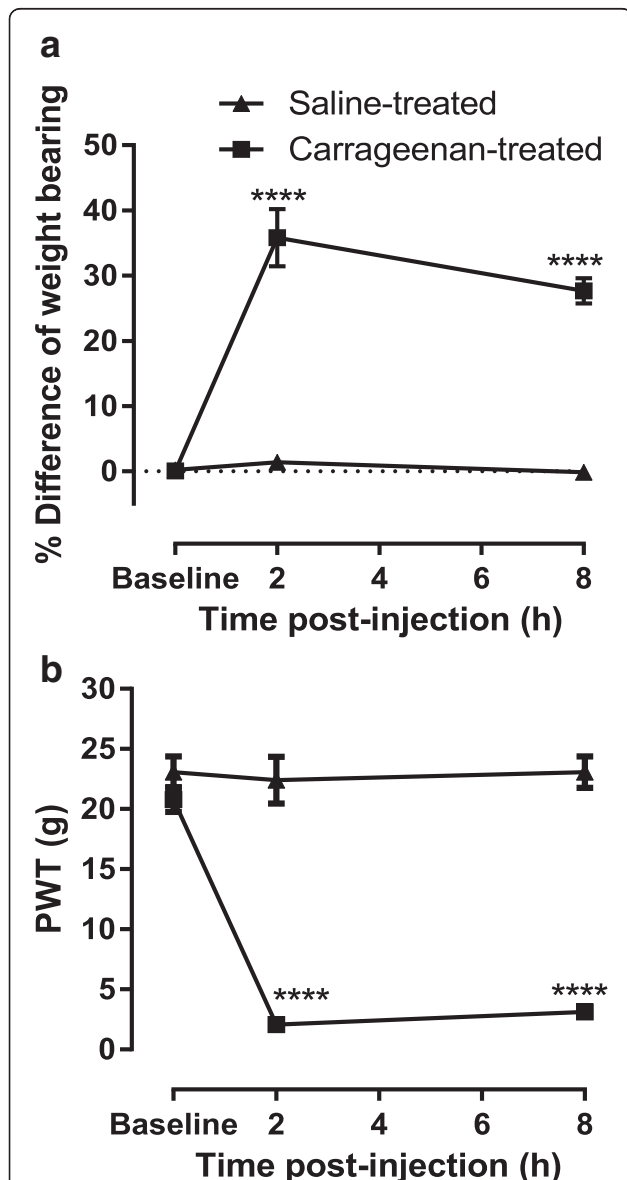 a
Saline-treated
Carrageenan-treated
% Difference of weight bearing
50
40
30
20
10
0
****
****
Baseline 2 4 6 8
Time post-injection (h)
b
PWT (g)
30
25
20
15
10
5
0
****
****
Baseline 2 4 6 8
Time post-injection (h)